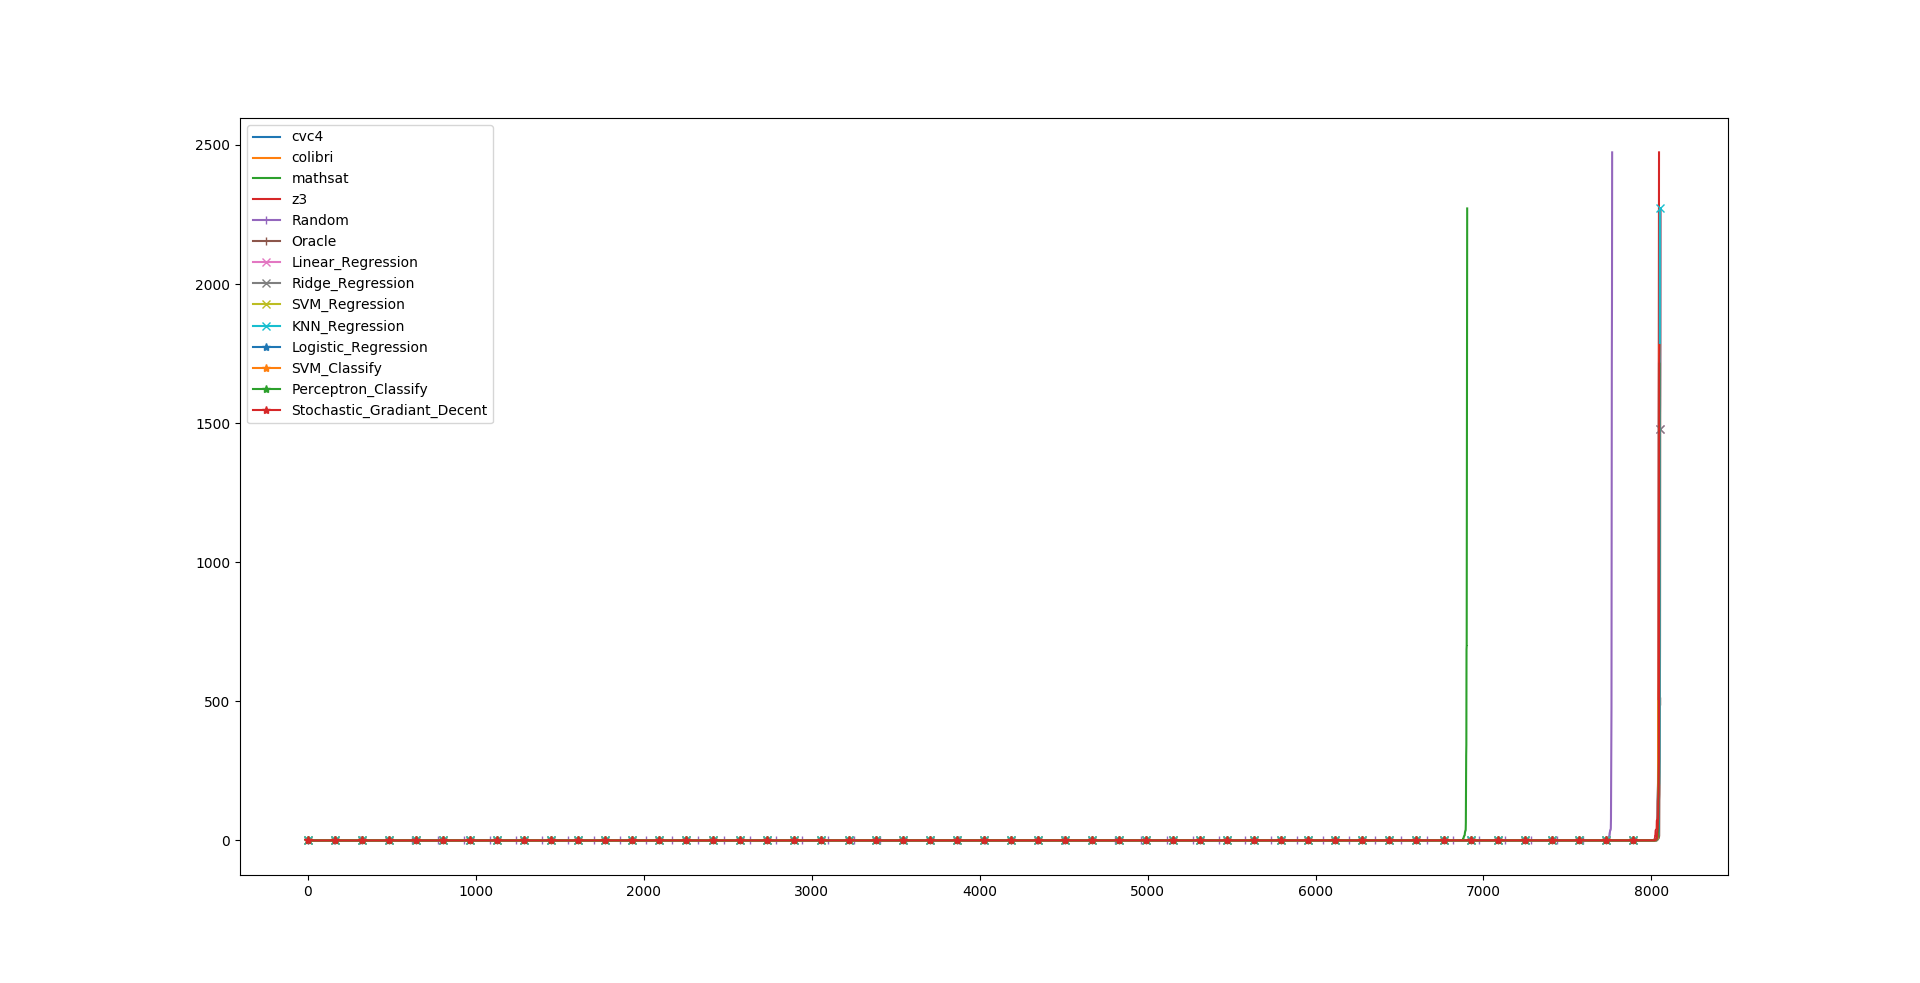 2500
2000
1500
1000
500
0
cvc4
colibri
mathsat
z3
Random
Oracle
Linear_Regression
Ridge_Regression
SVM_Regression
KNN_Regression
Logistic_Regression
SVM_Classify
Perceptron_Classify
Stochastic_Gradiant_Decent
0 1000 2000 3000 4000 5000 6000 7000 8000